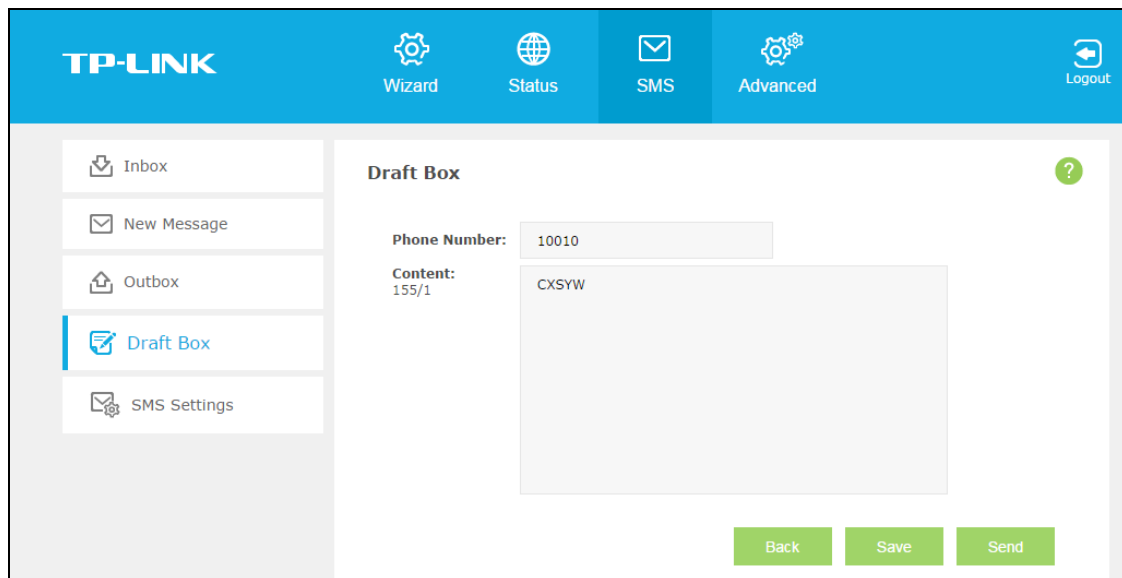 TP-LINK
Wizard
Status
SMS
Advanced
Logout
Inbox
New Message
Outbox
Draft Box
SMS Settings
Draft Box
?
Phone Number:
10010
Content:
155/1
CXSYW
Back
Save
Send